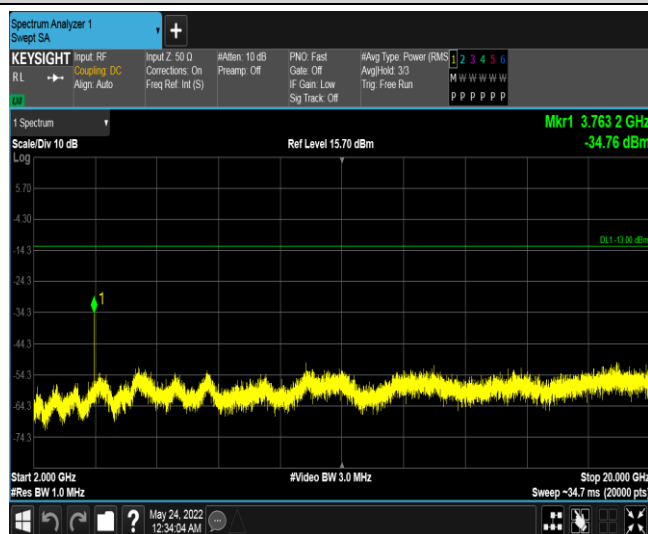 Spectrum Analyzer 1
Swept SA
KEYSIGHT
RL
LXI
Input: RF
Coupling: DC
Align: Auto
Input Z: 50 Ω
Corrections: On
Freq Ref: Int (S)
#Atten: 10 dB
Preamp: Off
PNO: Fast
Gate: Off
IF Gain: Low
Sig Track: Off
#Avg Type: Power (RMS
Avg|Hold: 3/3
Trig: Free Run
1 2 3 4 5 6
M W W W W W
P P P P P P
1 Spectrum
Scale/Div 10 dB
Ref Level 15.70 dBm
Mkr1 3.763 2 GHz
-34.76 dBm
Log
5.70
-4.30
-14.3
-24.3
-34.3
-44.3
-54.3
-64.3
-74.3
DL1 -13.00 dBm
1
Start 2.000 GHz
#Res BW 1.0 MHz
#Video BW 3.0 MHz
Stop 20.000 GHz
Sweep ~34.7 ms (20000 pts)
?
May 24, 2022
12:34:04 AM